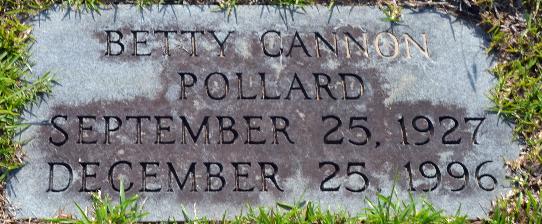 BETTY CANNON
POLLARD
SEPTEMBER 25, 1927
DECEMBER 25, 1996